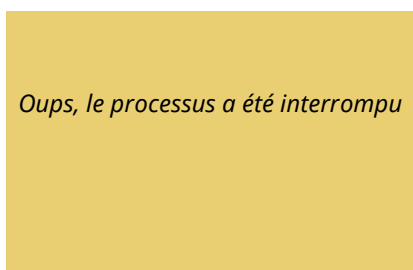 Oups, le processus a été interrompu